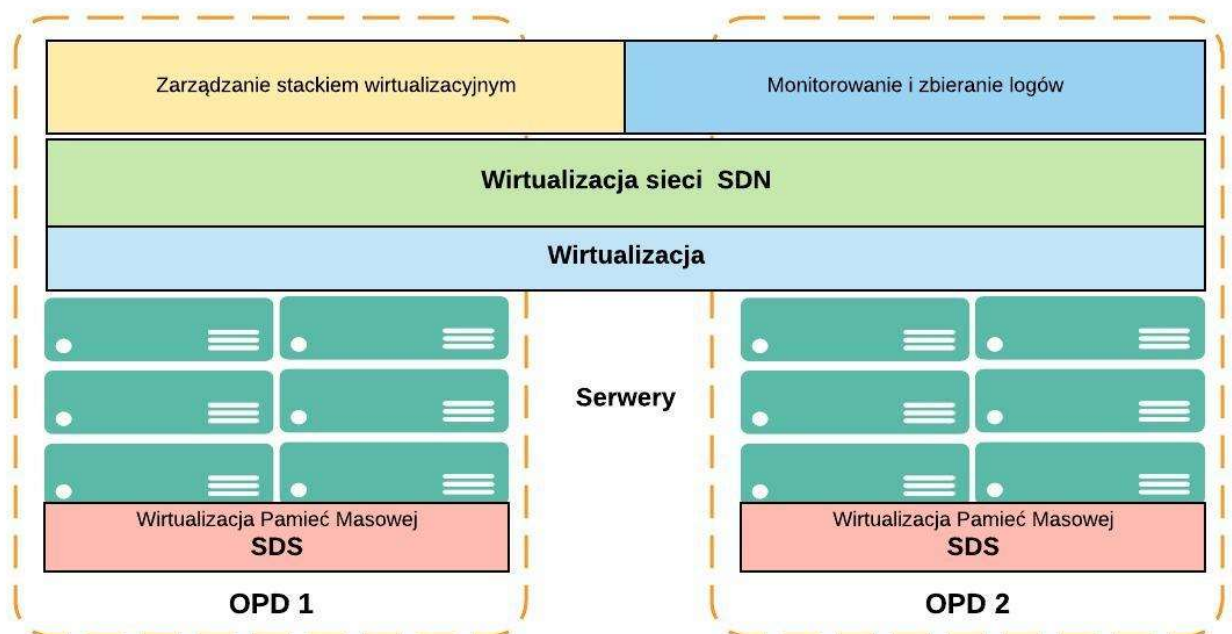 Zarządzanie stackiem wirtualizacyjnym
Monitorowanie i zbieranie logów
Wirtualizacja sieci SDN
Wirtualizacja
Serwery
Wirtualizacja Pamieć Masowej
SDS
Wirtualizacja Pamieć Masowej
SDS
OPD 1
OPD 2